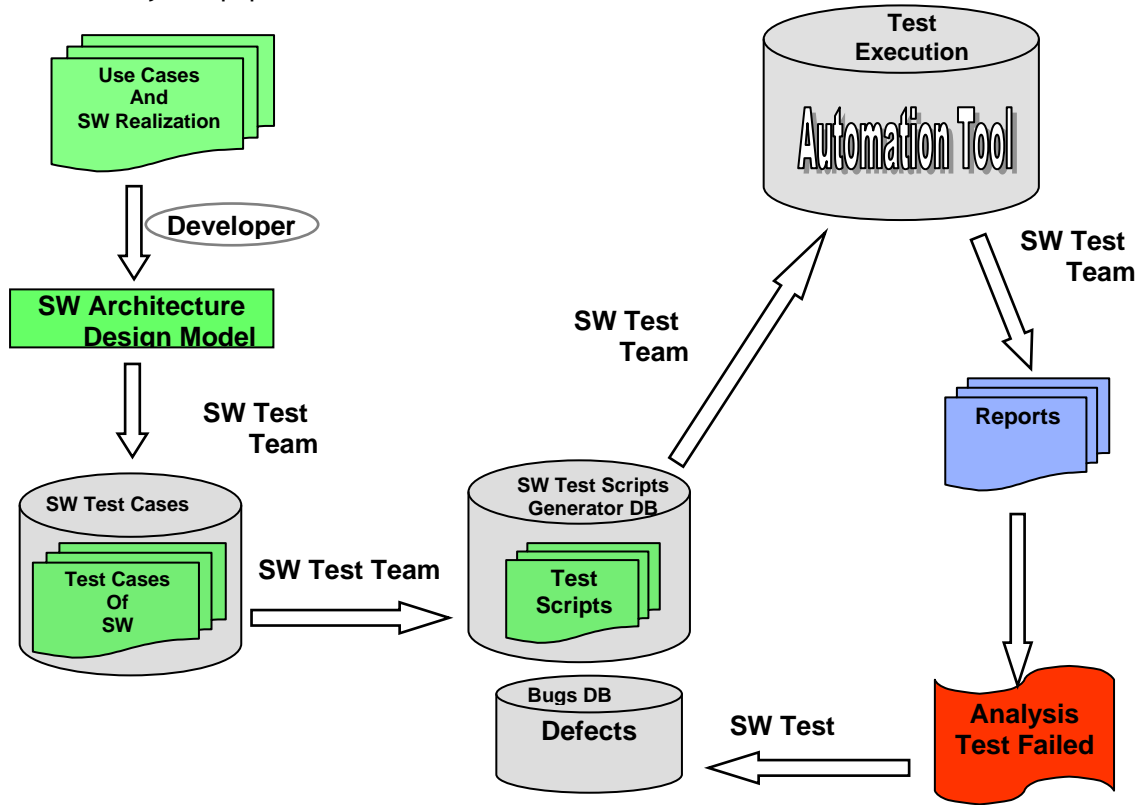 Use Cases
And
SW Realization
Developer
SW Architecture
Design Model
SW Test
Team
SW Test Cases
Test Cases
Of
SW
SW Test Team
SW Test Scripts
Generator DB
Test
Scripts
SW Test
Team
Test
Execution
Automation Tool
SW Test
Team
Reports
Analysis
Test Failed
SW Test
Bugs DB
Defects